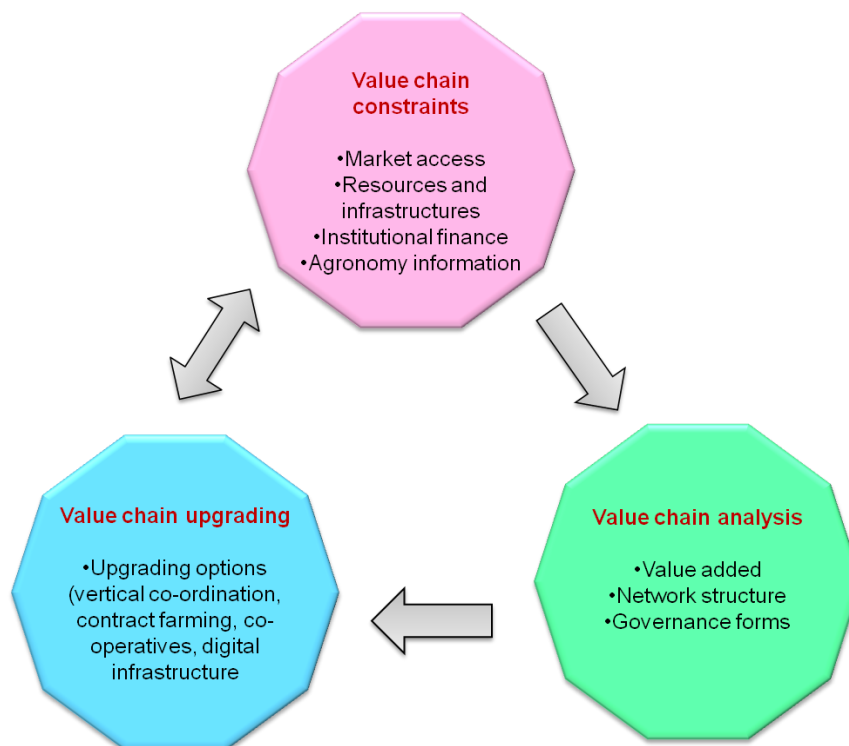 Value chain
constraints
•Market access
•Resources and
infrastructures
•Institutional finance
•Agronomy information
Value chain upgrading
•Upgrading options
(vertical co-ordination,
contract farming, co-
operatives, digital
infrastructure
Value chain analysis
•Value added
•Network structure
•Governance forms